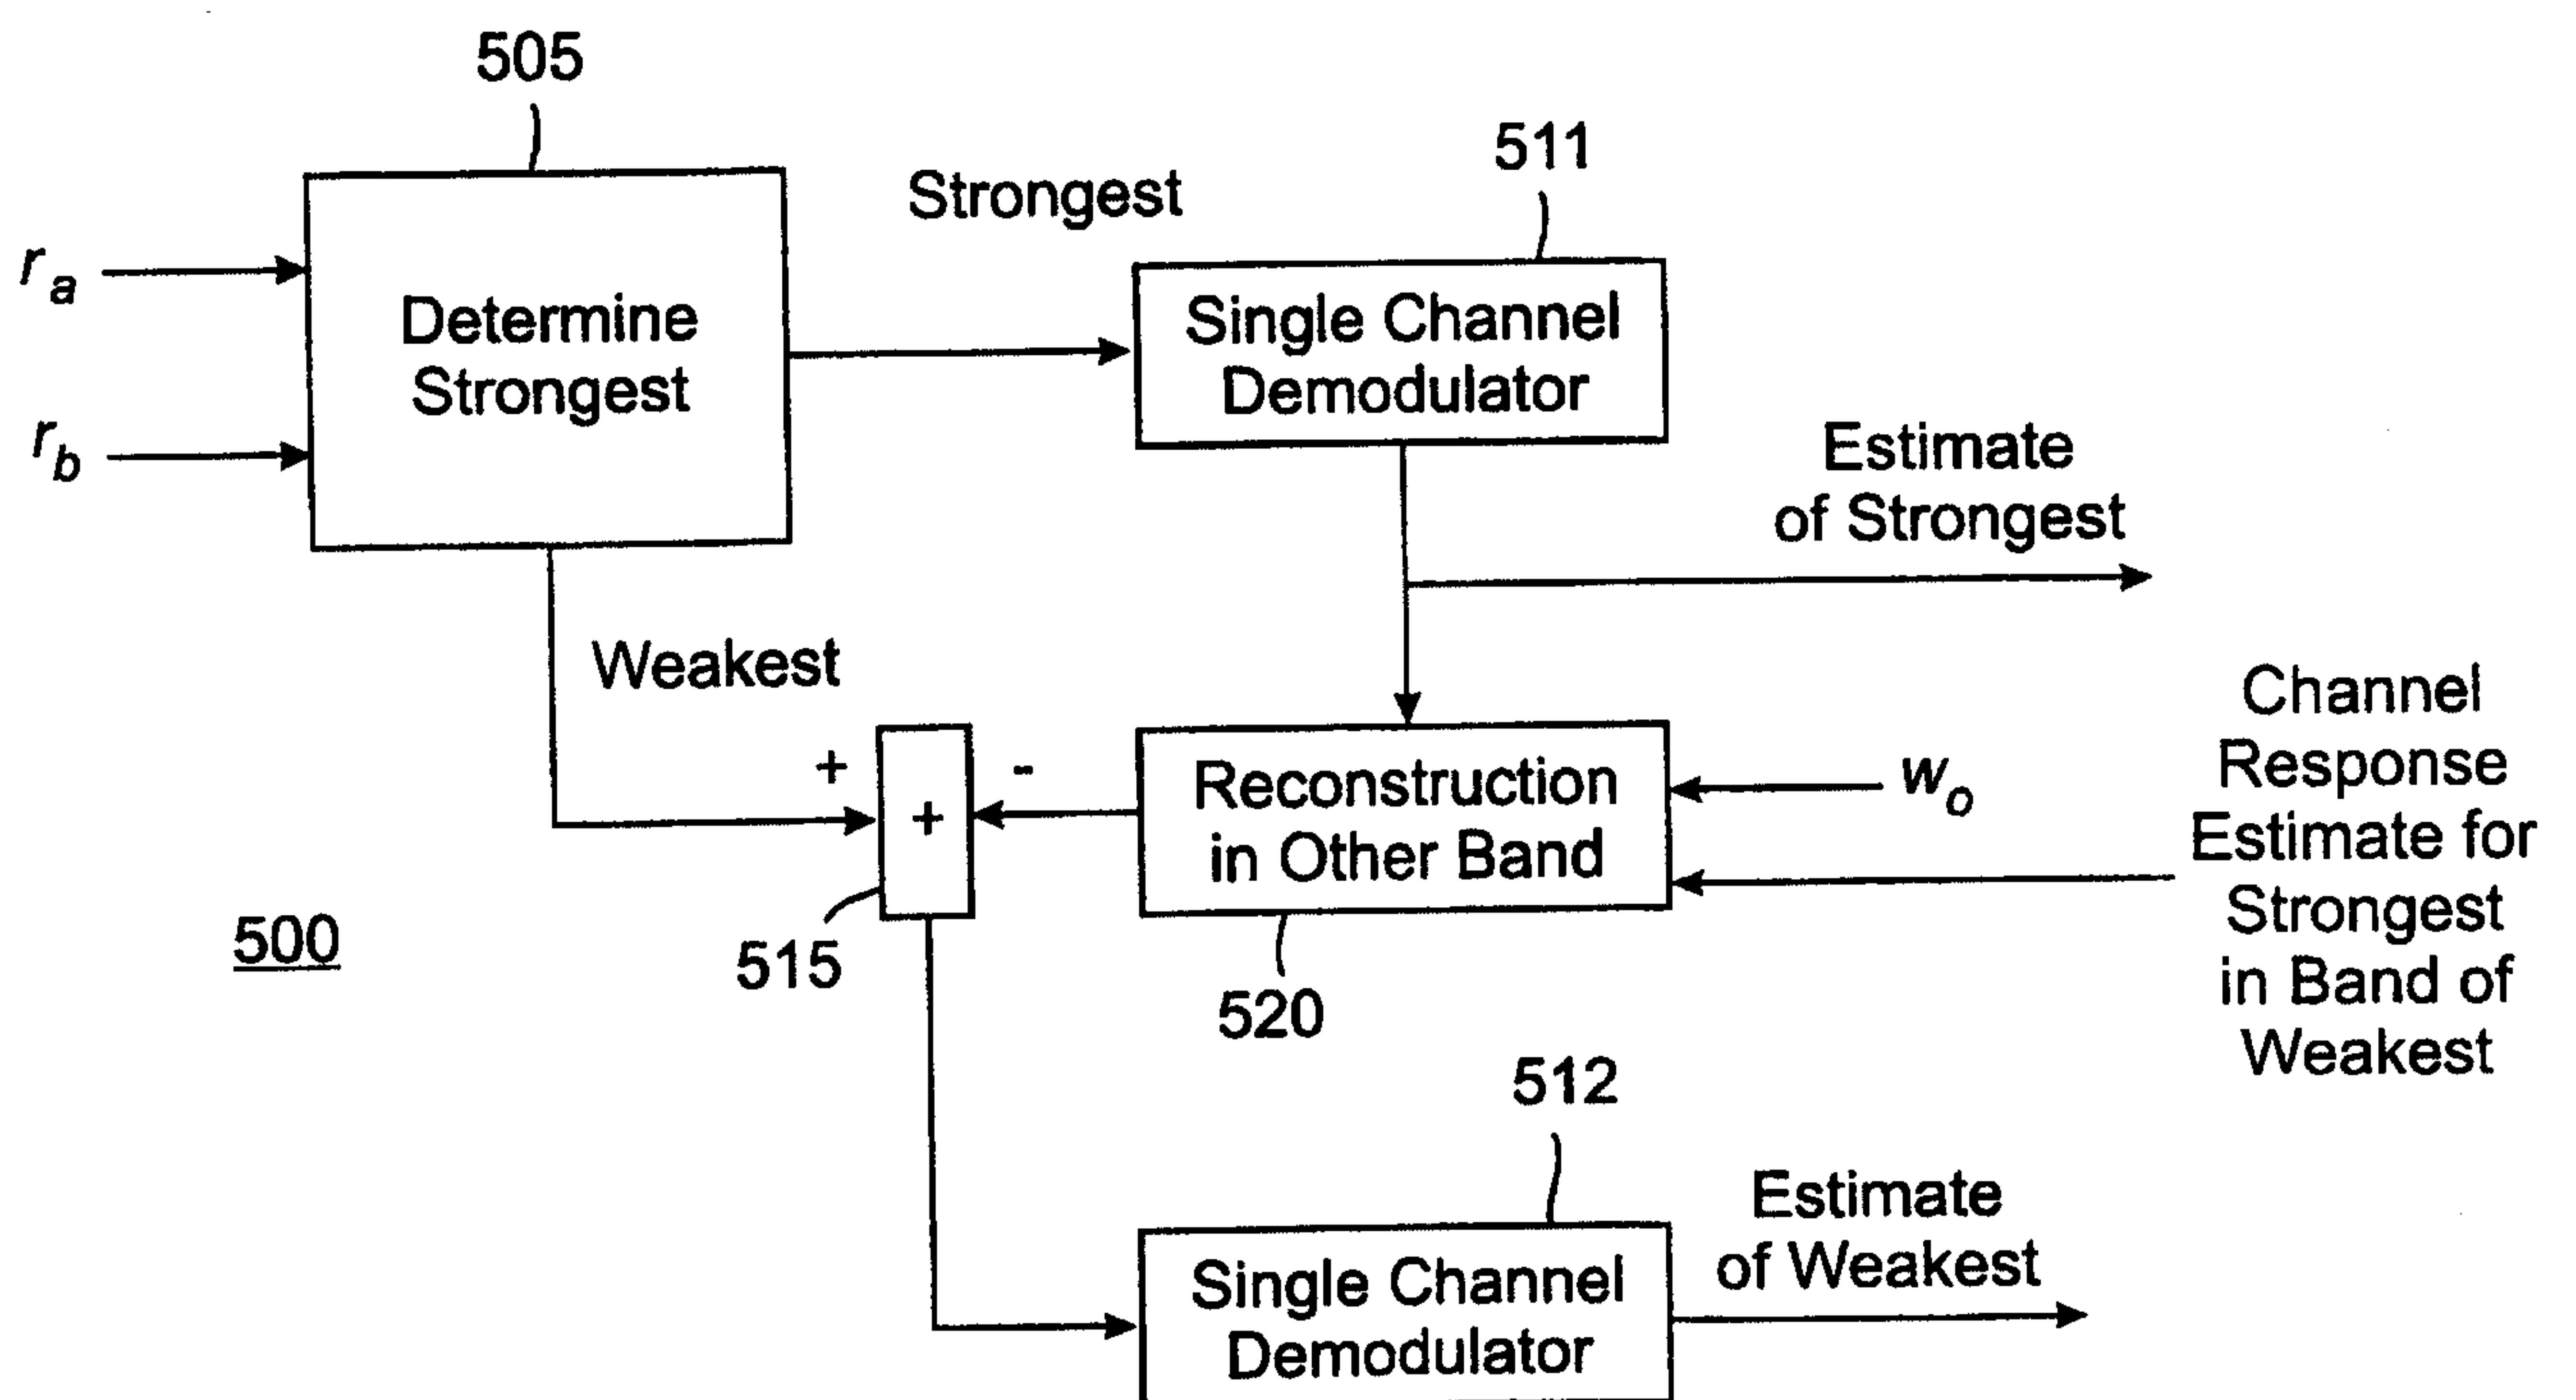 505
r a
r b
Determine
Strongest
Strongest
511
Single Channel
Demodulator
Estimate
of Strongest
Weakest
+
+
-
515
Reconstruction
in Other Band
520
w o
Channel
Response
Estimate for
Strongest
in Band of
Weakest
500
512
Single Channel
Demodulator
Estimate
of Weakest